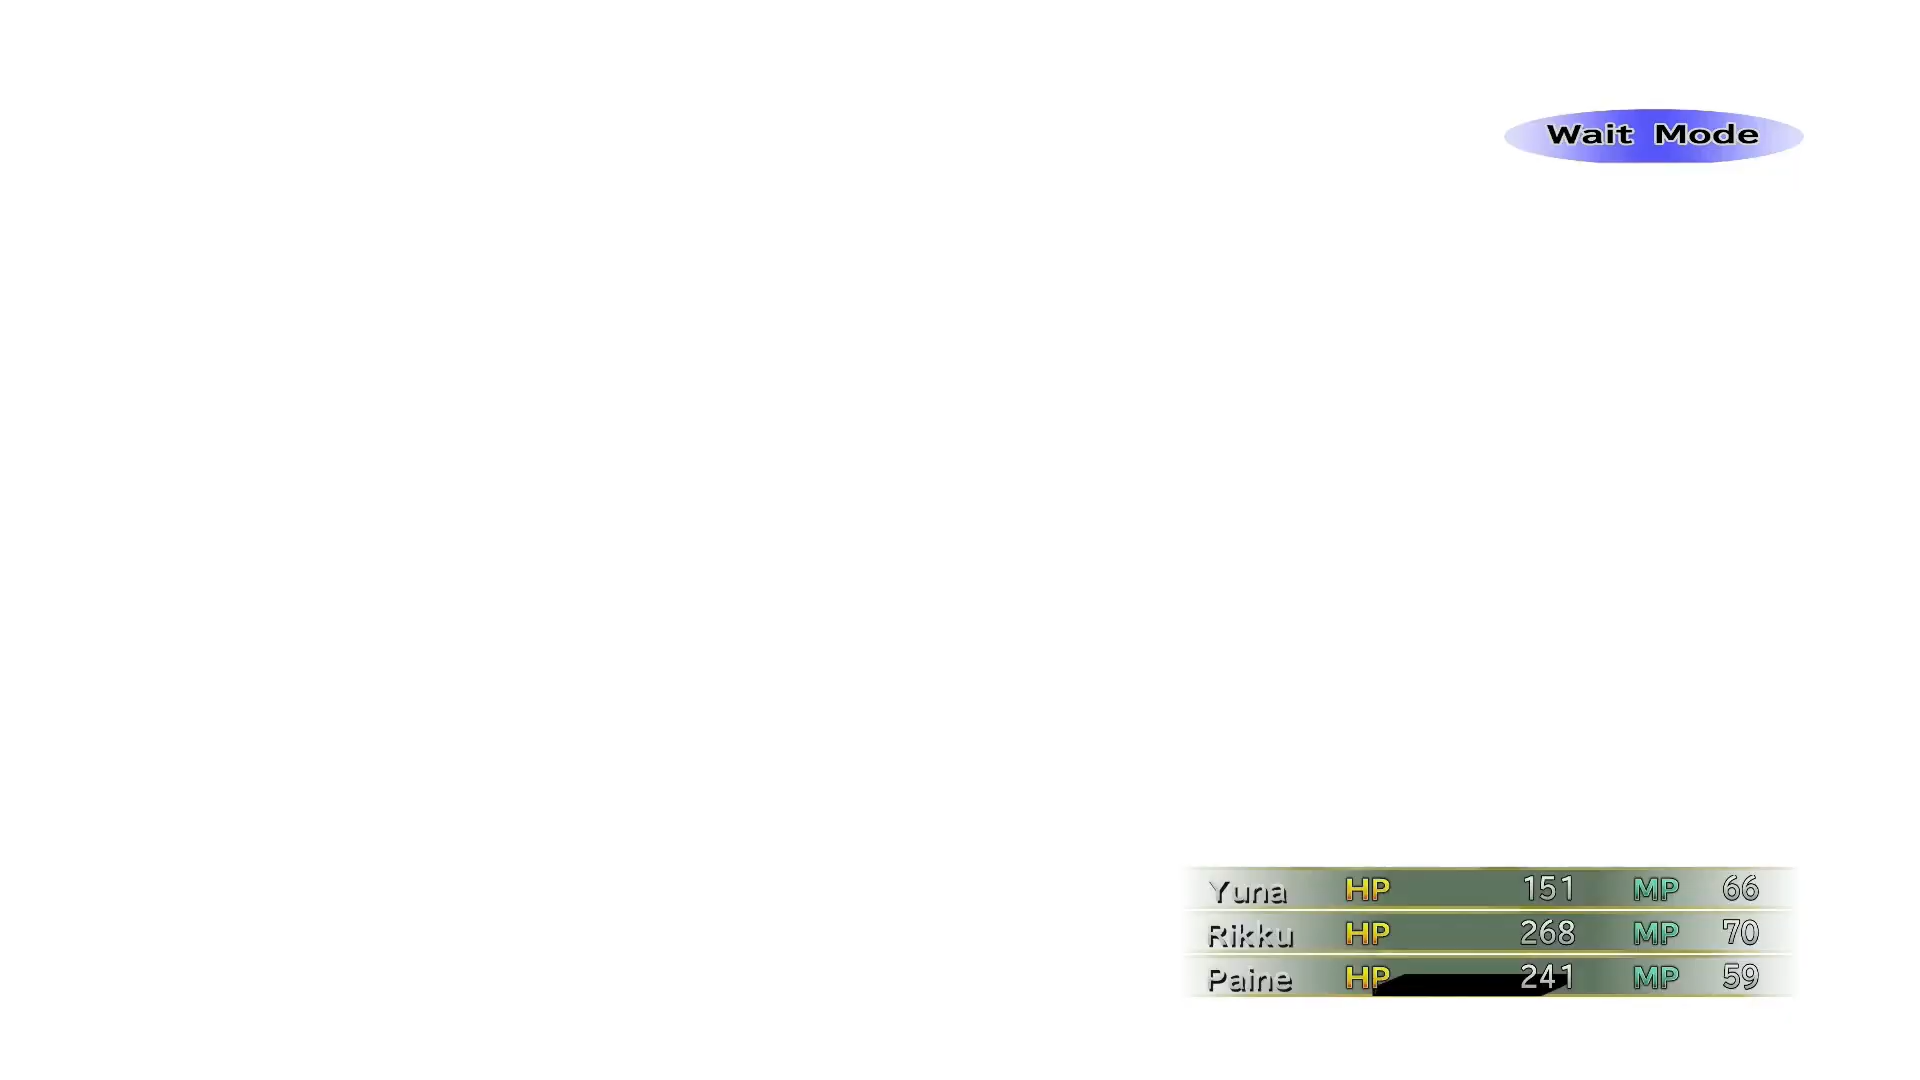 Wait Mode
Yuna HP 151 MP 66
Rikku HP 268 MP 70
Paine HP 241 MP 59